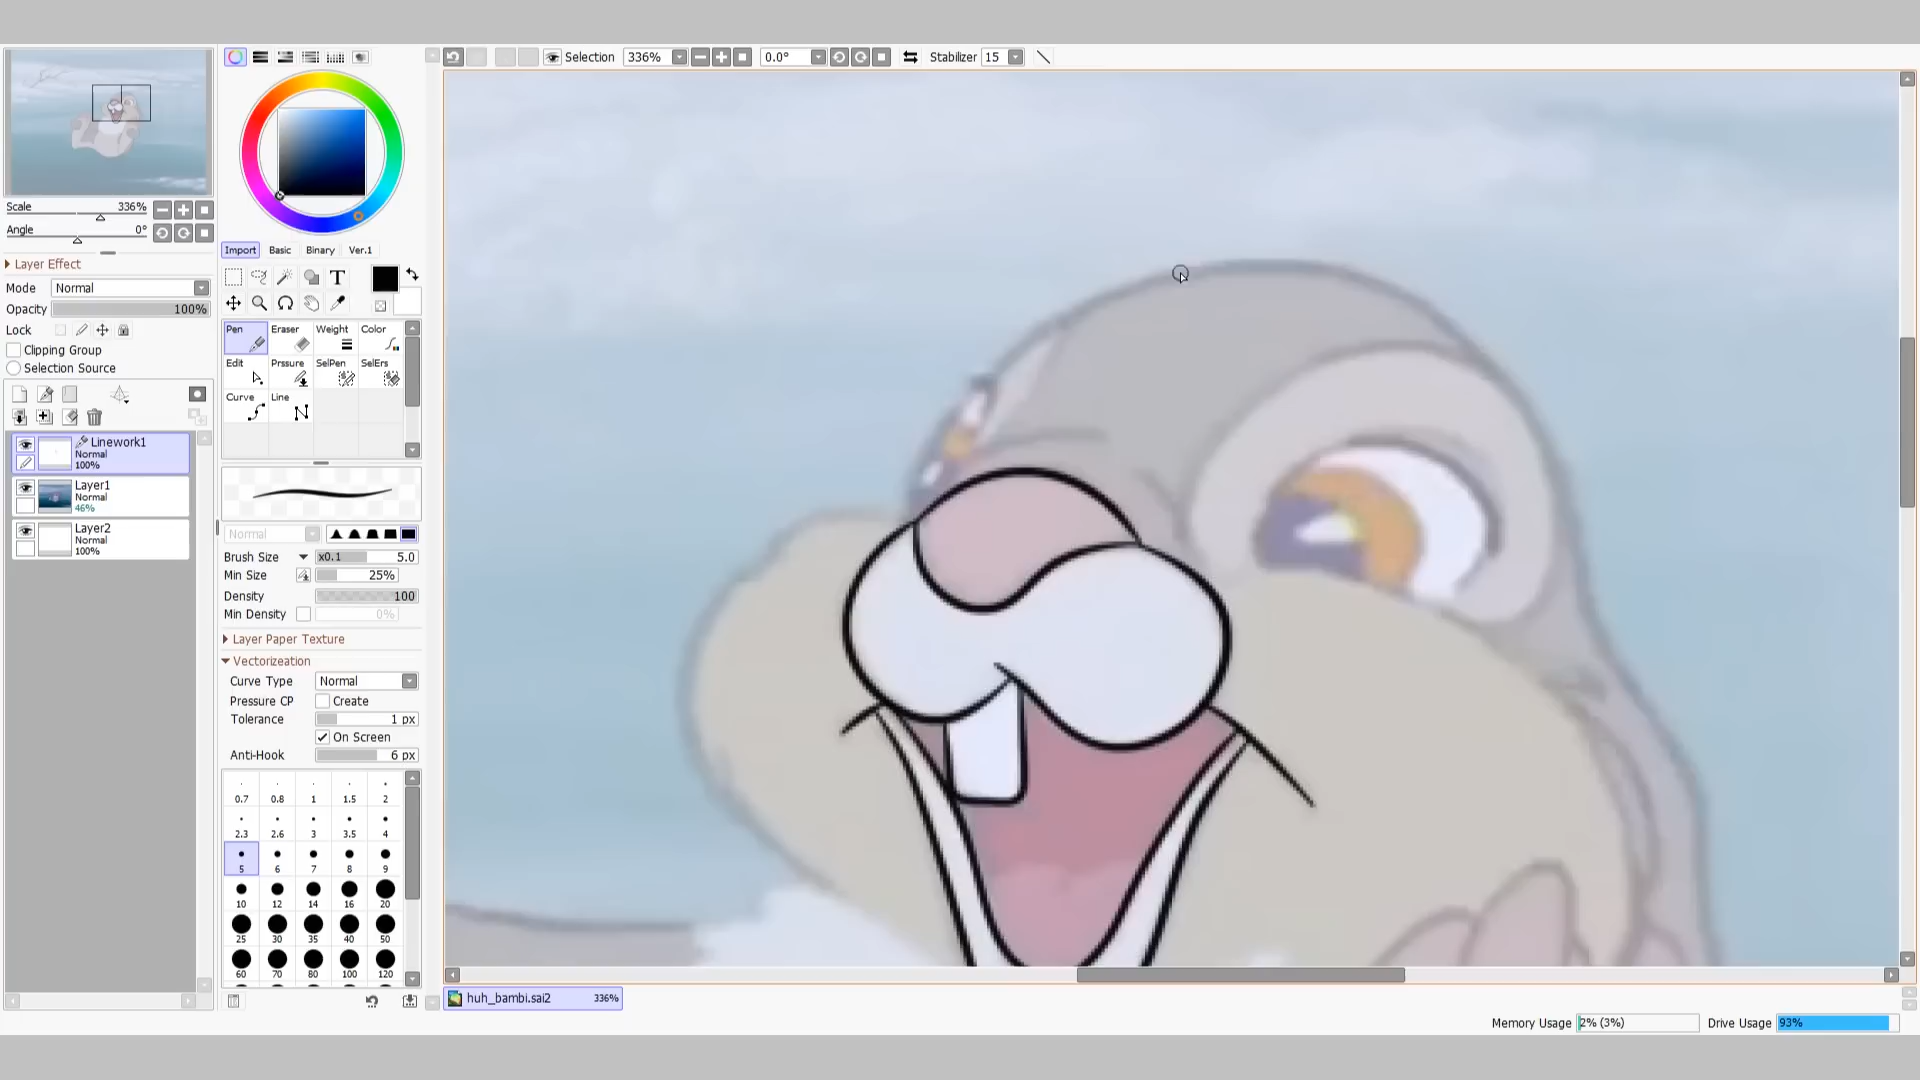 Selection 336% 0.0° Stabilizer 15
Scale 336%
Angle 0°
Layer Effect
Mode Normal
Opacity 100%
Lock
Clipping Group
Selection Source
Linework1
Normal
100%
Layer1
Normal
46%
Layer2
Normal
100%
Import Basic Binary Ver.1
T
Pen Eraser Weight Color
Edit Prssure SelPen SelErs
Curve Line
Normal
Brush Size x0.1 5.0
Min Size 25%
Density 100
Min Density 0%
Layer Paper Texture
Vectorizeation
Curve Type Normal
Pressure CP Create
Tolerance 1 px
On Screen
Anti-Hook 6 px
0.7 0.8 1 1.5 2
2.3 2.6 3 3.5 4
5 6 7 8 9
10 12 14 16 20
25 30 35 40 50
60 70 80 100 120
huh_bambi.sai2 336%
Memory Usage 2% (3%) Drive Usage 93%